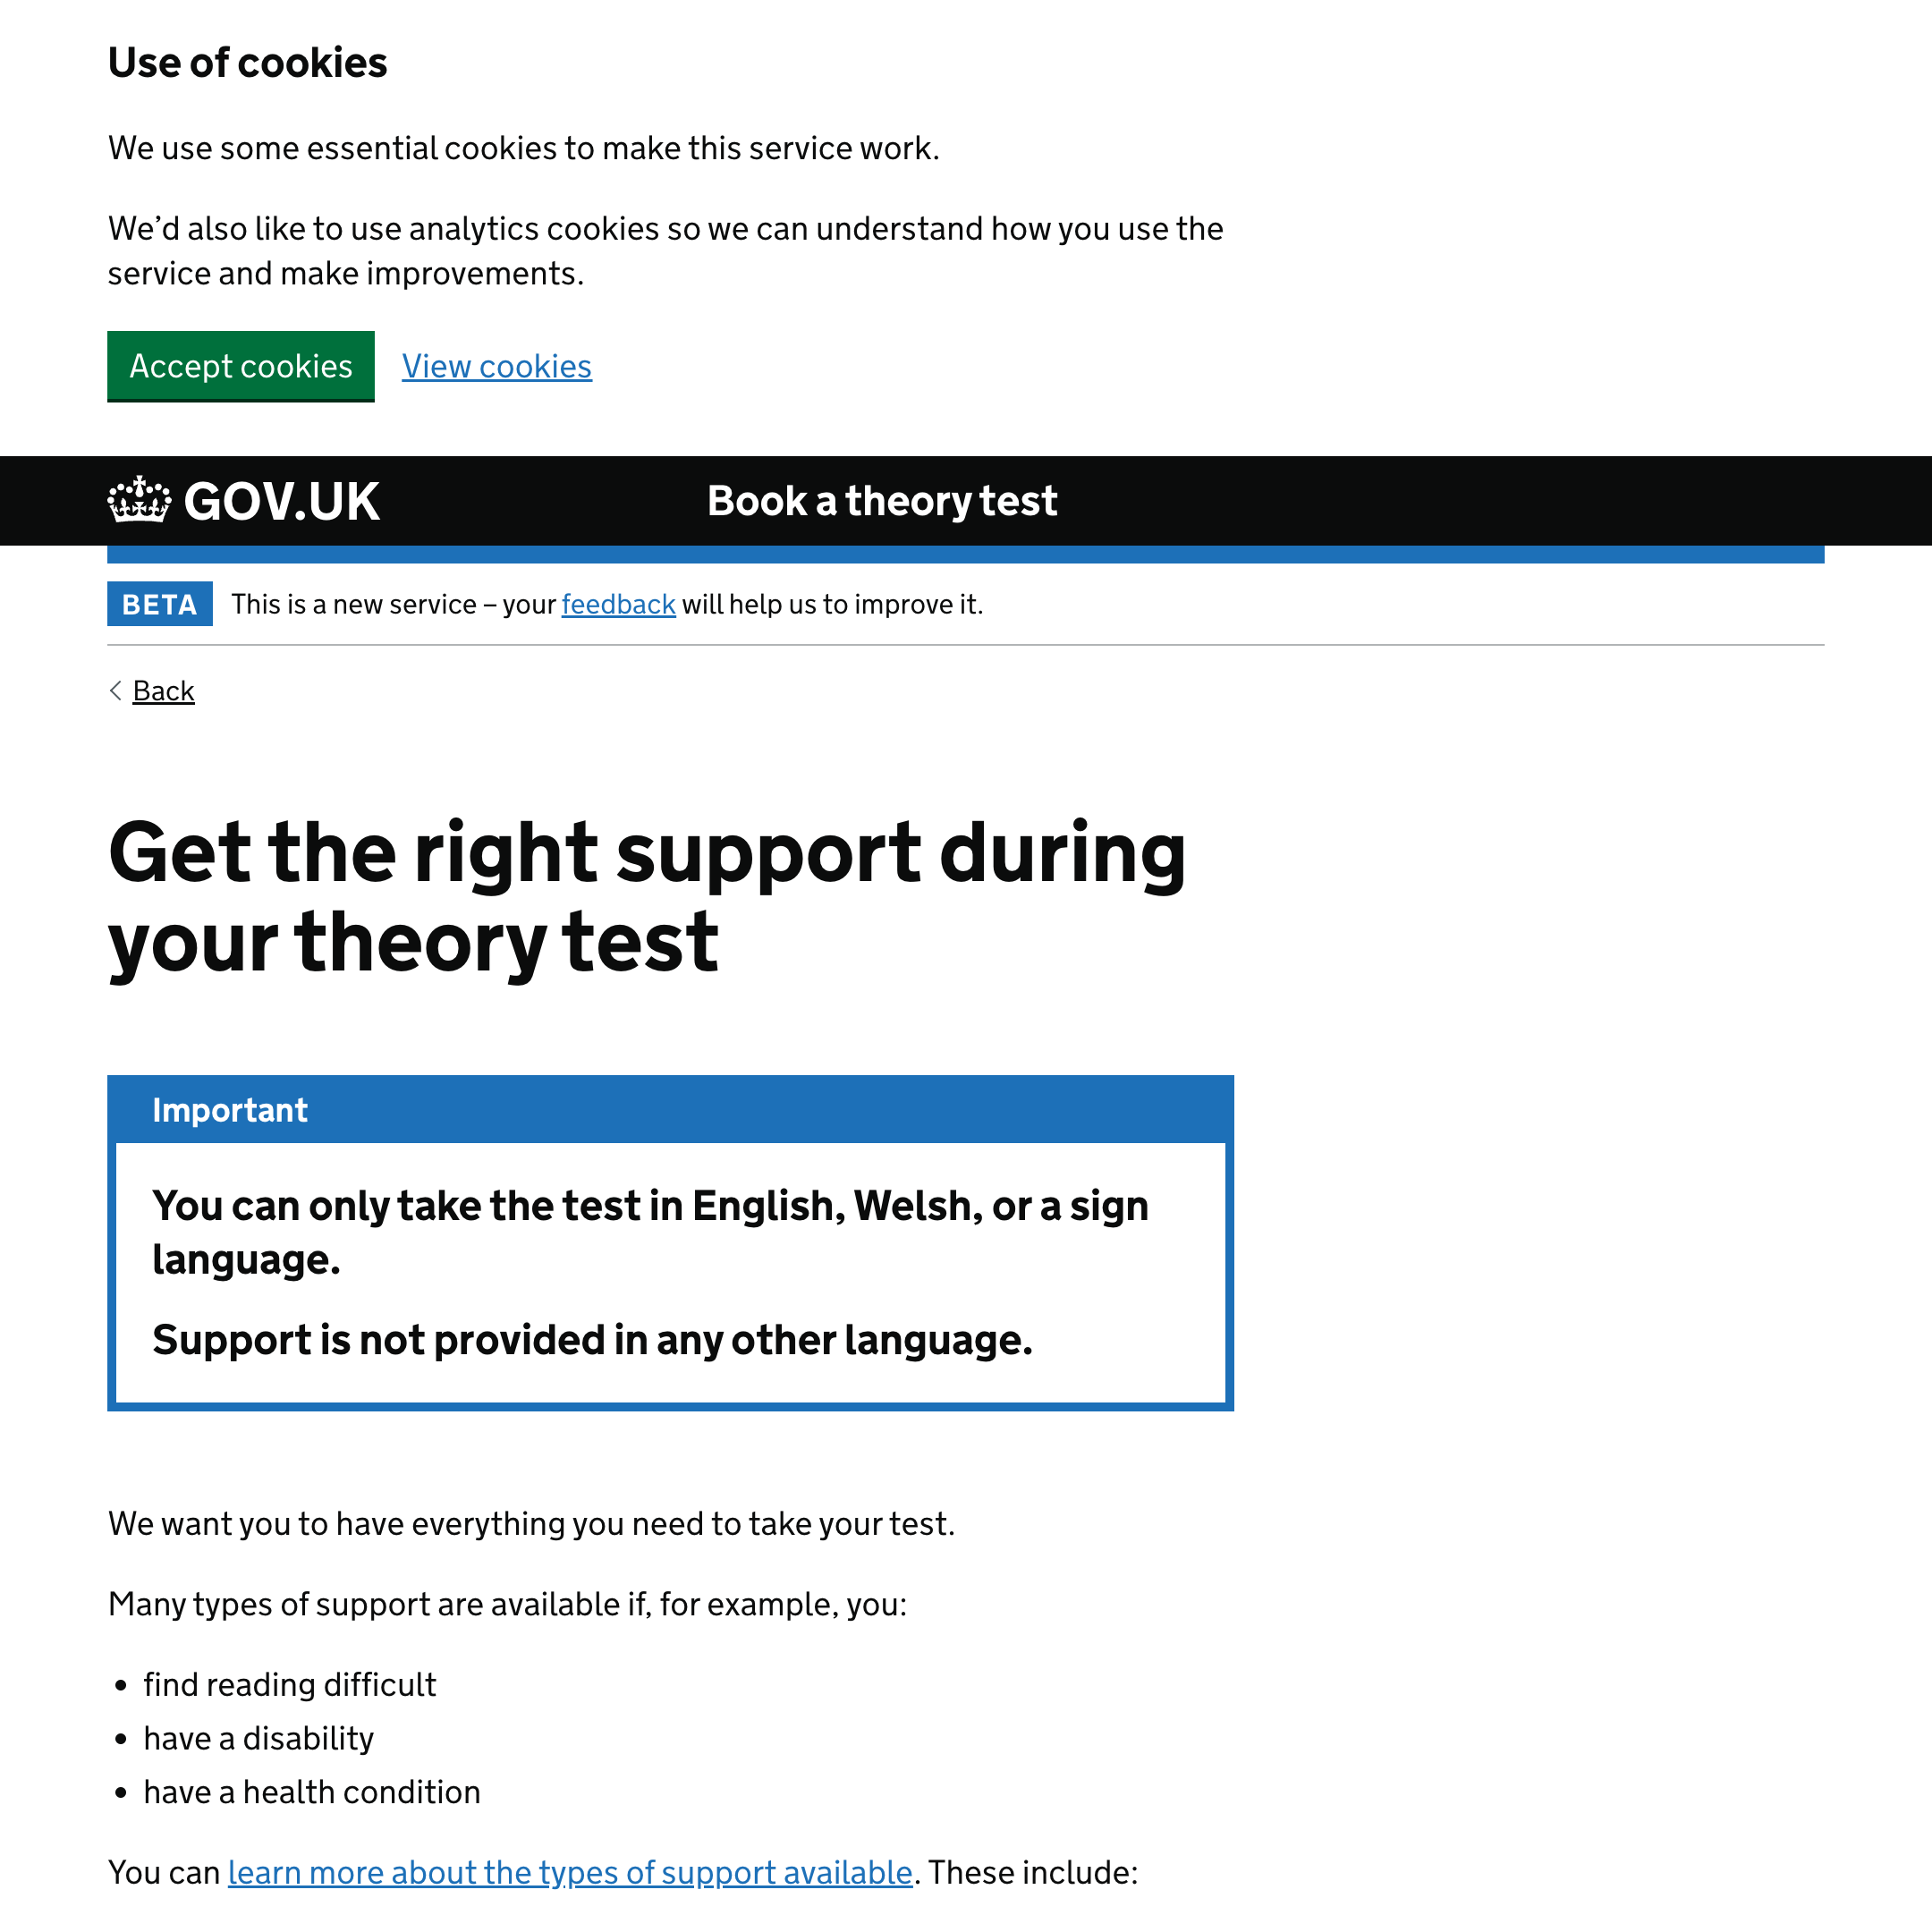 Use of cookies
We use some essential cookies to make this service work.
We’d also like to use analytics cookies so we can understand how you use the
service and make improvements.
Accept cookies View cookies
GOV.UK Book a theory test
BETA This is a new service – your feedback will help us to improve it.
Back
Get the right support during
your theory test
Important
You can only take the test in English, Welsh, or a sign
language.
Support is not provided in any other language.
We want you to have everything you need to take your test.
Many types of support are available if, for example, you:
• find reading difficult
• have a disability
• have a health condition
You can learn more about the types of support available. These include: